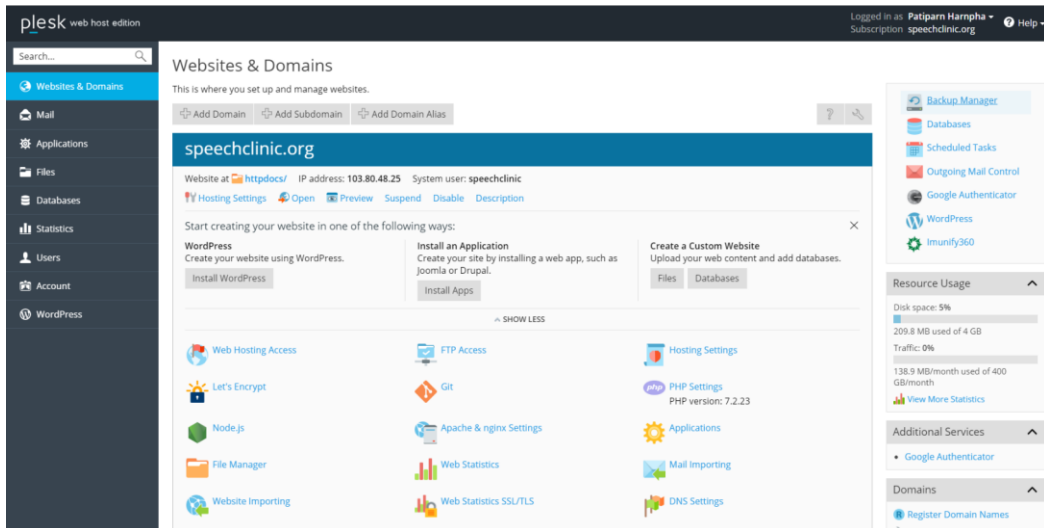 plesk web host edition
Logged in as Patiparn Harnpha
Subscription speechclinic.org
Help
Search...
Websites & Domains
Mail
Applications
Files
Databases
Statistics
Users
Account
WordPress
Websites & Domains
This is where you set up and manage websites.
Add Domain Add Subdomain Add Domain Alias
?
speechclinic.org
Website at httpdocs/ IP address: 103.80.48.25 System user: speechclinic
Hosting Settings Open Preview Suspend Disable Description
Start creating your website in one of the following ways:
WordPress
Create your website using WordPress.
Install WordPress
Install an Application
Create your site by installing a web app, such as
Joomla or Drupal.
Install Apps
Create a Custom Website
Upload your web content and add databases.
Files Databases
SHOW LESS
Web Hosting Access FTP Access Hosting Settings
Let's Encrypt Git PHP Settings
PHP version: 7.2.23
Node.js Apache & nginx Settings Applications
File Manager Web Statistics Mail Importing
Website Importing Web Statistics SSL/TLS DNS Settings
Backup Manager
Databases
Scheduled Tasks
Outgoing Mail Control
Google Authenticator
WordPress
Imunify360
Resource Usage
Disk space: 5%
209.8 MB used of 4 GB
Traffic: 0%
138.9 MB/month used of 400
GB/month
View More Statistics
Additional Services
Google Authenticator
Domains
Register Domain Names